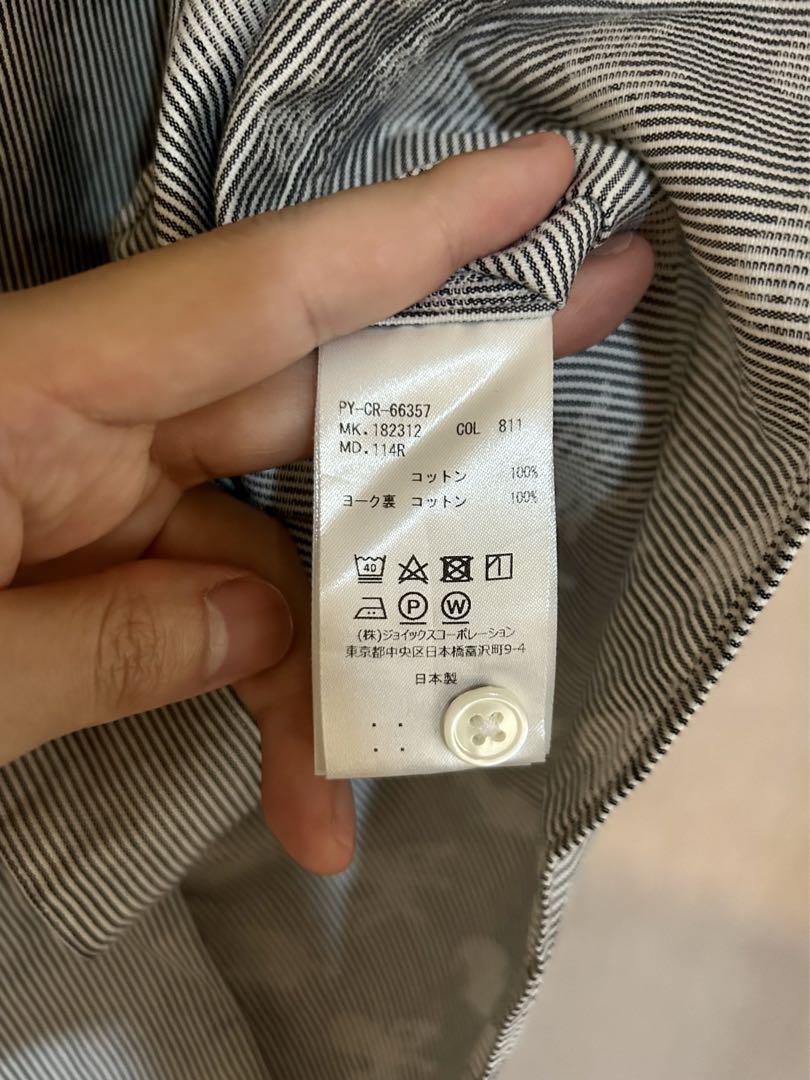 PY-CR-66357
MK.182312 COL 811
MD.114R
コットン 100%
ヨーク裏 コットン 100%
40
P W
(株)ジョイックスコーポレーション
東京都中央区日本橋富沢町9-4
日本製